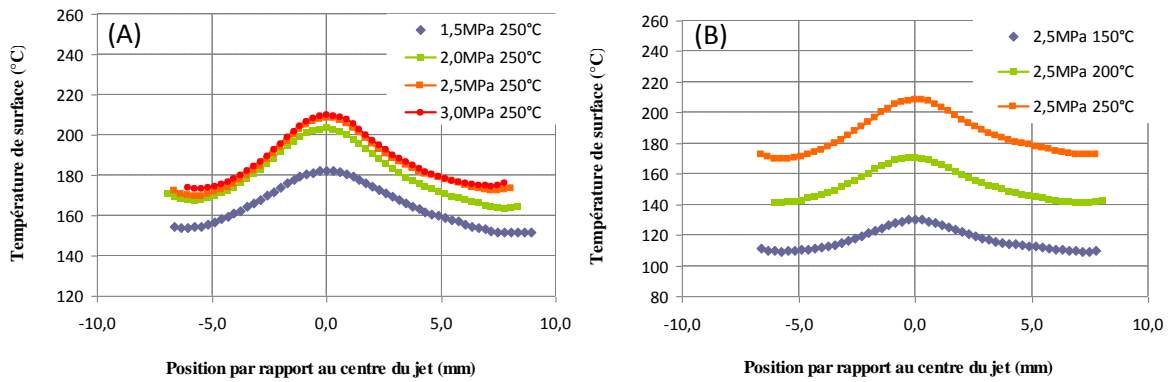 (A)
Température de surface (°C)
260
240
220
200
180
160
140
120
-10,0
-5,0
0,0
5,0
10,0
Position par rapport au centre du jet (mm)
1,5MPa 250°C
2,0MPa 250°C
2,5MPa 250°C
3,0MPa 250°C
(B)
Température de surface (°C)
260
240
220
200
180
160
140
120
100
80
-10,0
-5,0
0,0
5,0
10,0
Position par rapport au centre du jet (mm)
2,5MPa 150°C
2,5MPa 200°C
2,5MPa 250°C